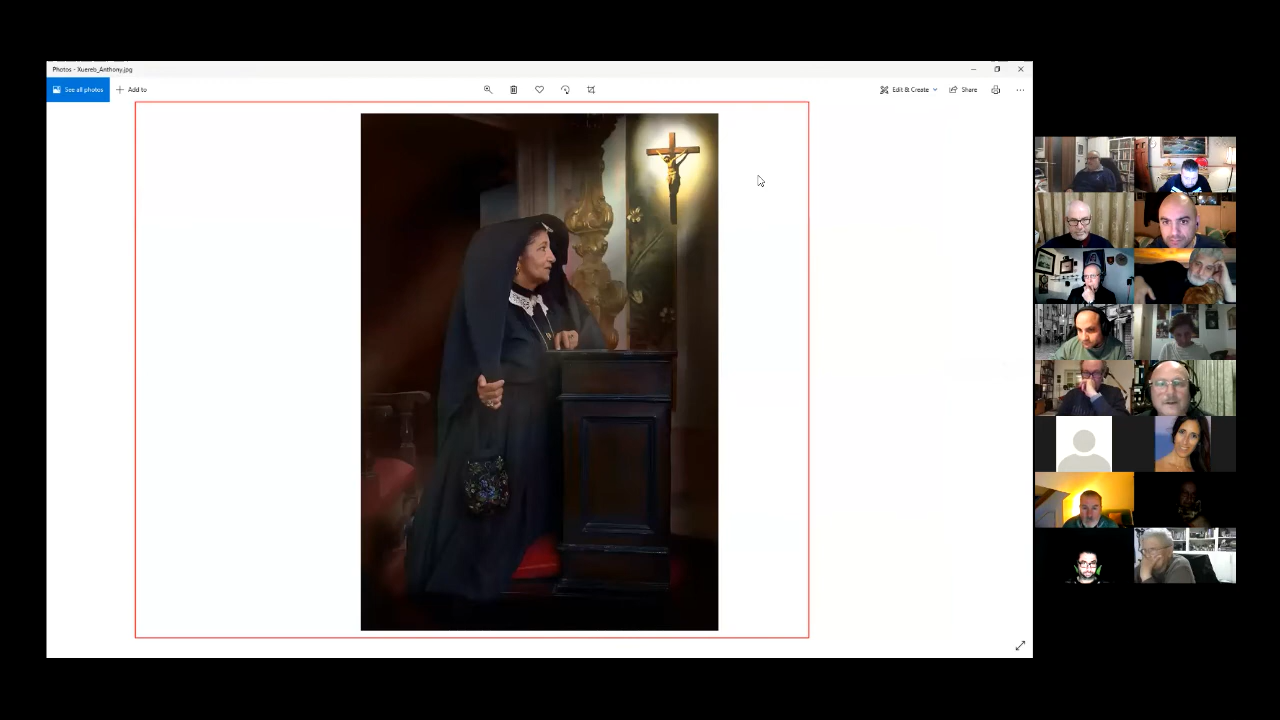 Photos - Xuereb_Anthony.jpg
See all photos
Add to
Edit & Create
Share